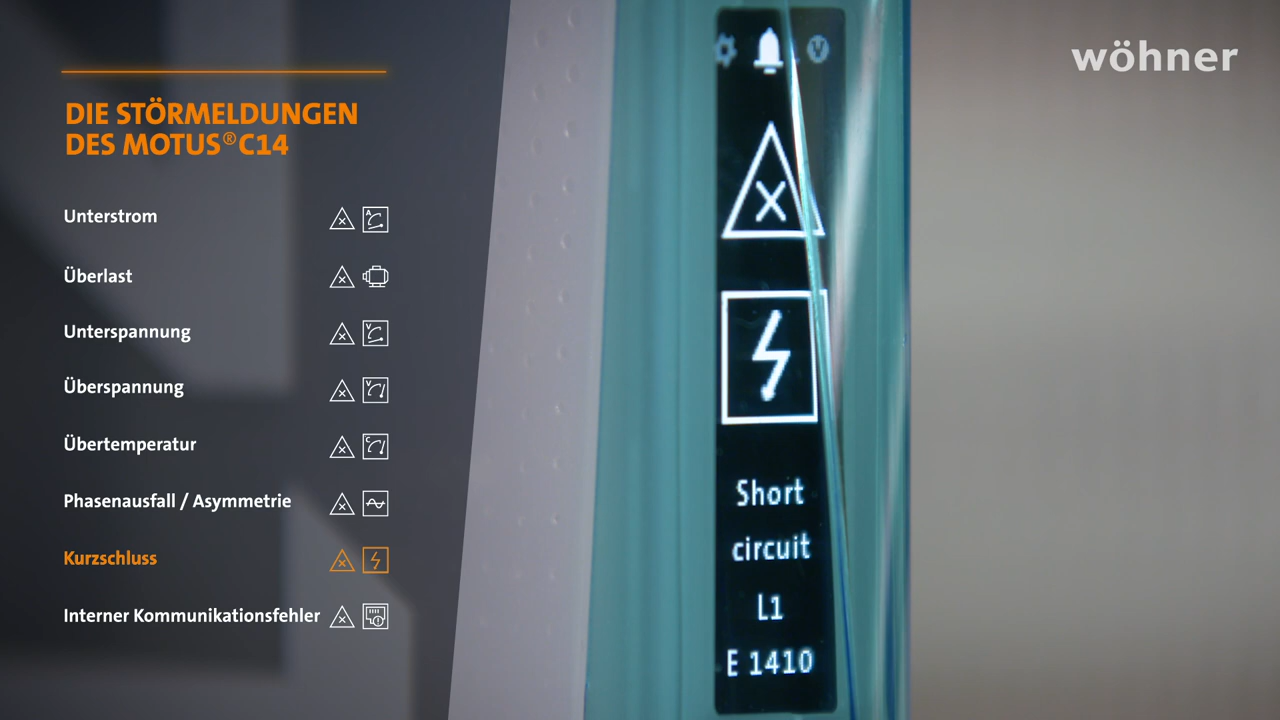 wöhner
DIE STÖRMELDUNGEN
DES MOTUS® C14
Unterstrom
Überlast
Unterspannung
Überspannung
Übertemperatur
Phasenausfall / Asymmetrie
Kurzschluss
Interner Kommunikationsfehler
Short
circuit
L1
E 1410